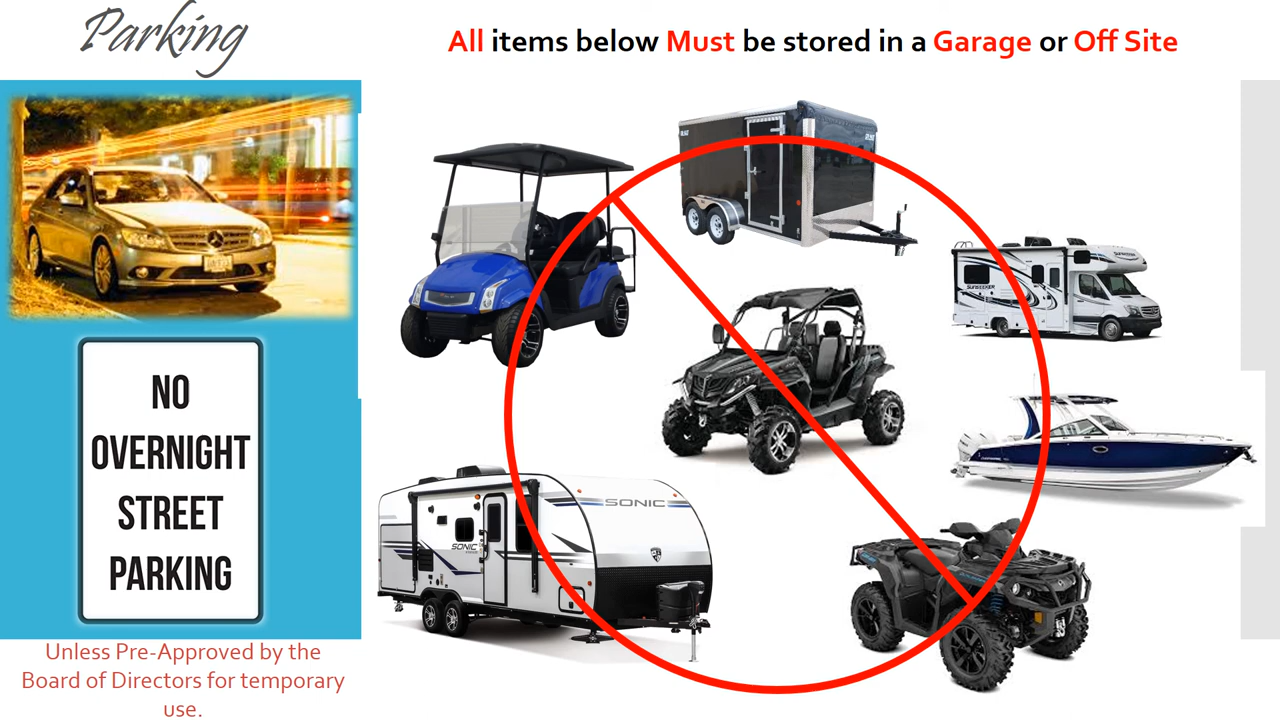 Parking
All items below Must be stored in a Garage or Off Site
NO
OVERNIGHT
STREET
PARKING
Unless Pre-Approved by the
Board of Directors for temporary
use.
SUNSEEKER
SONIC
SONIC